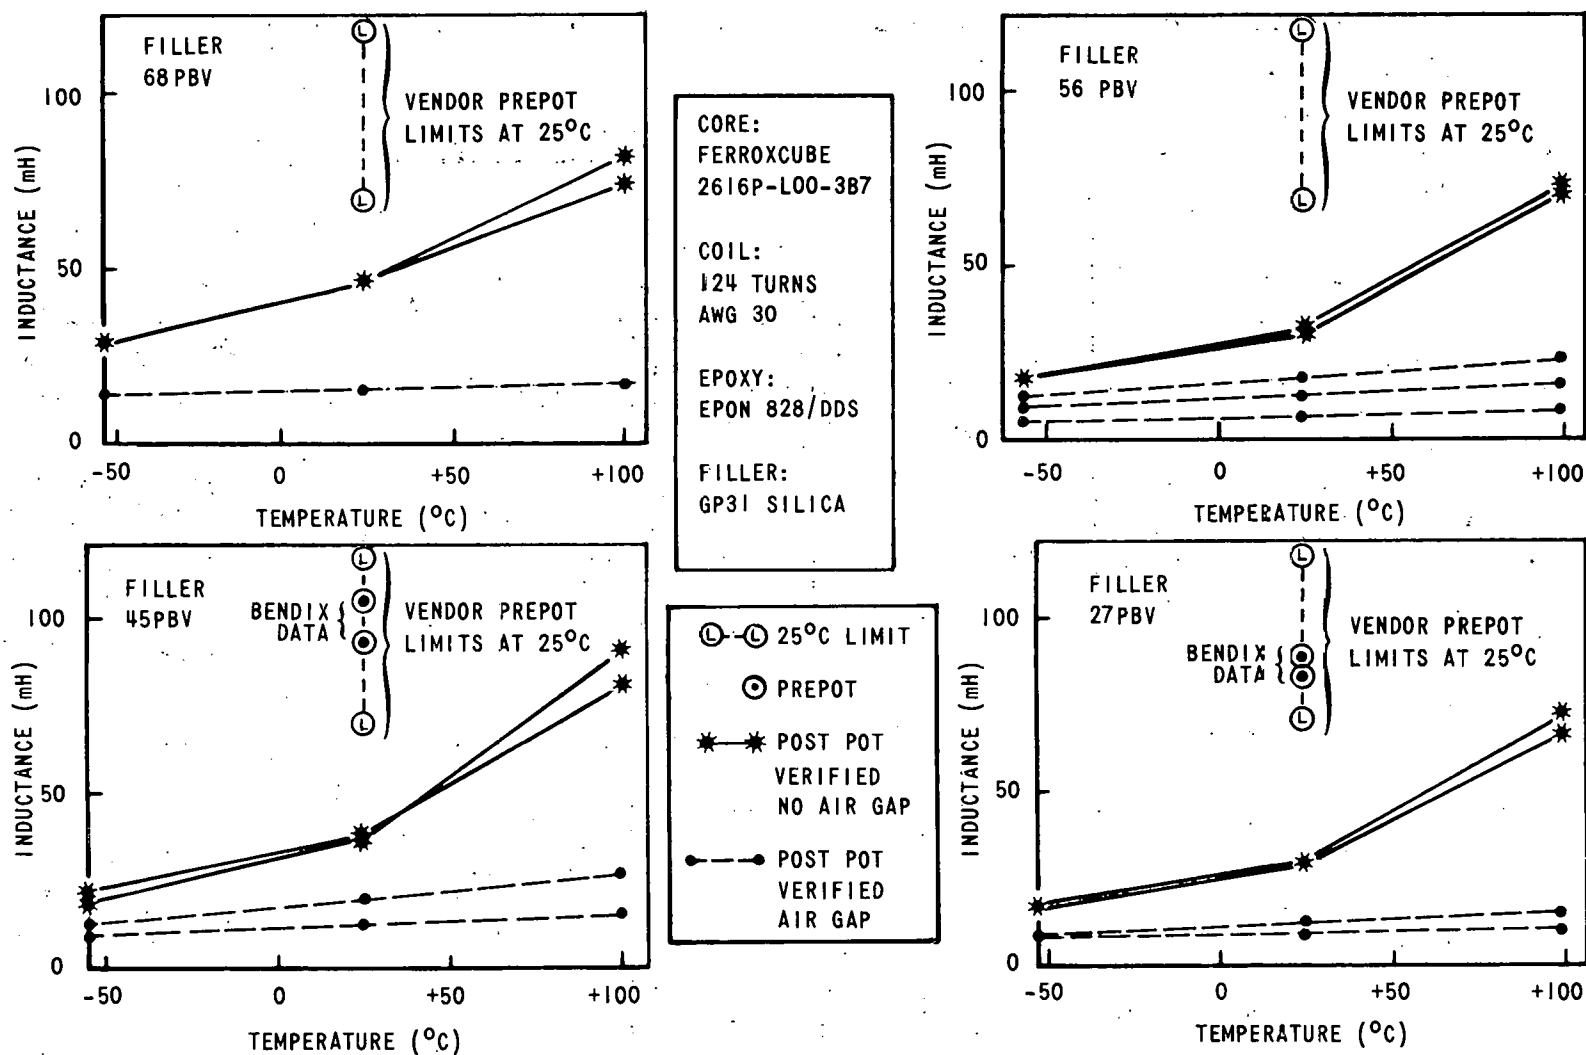 FILLER
68 PBV
VENDOR PREPOT
LIMITS AT 25°C
L
L
INDUCTANCE (mH)
100
50
0
-50 0 +50 +100
TEMPERATURE (°C)
CORE:
FERROXCUBE
2616P-L00-3B7
COIL:
124 TURNS
AWG 30
EPOXY:
EPON 828/DDS
FILLER:
GP31 SILICA
FILLER
56 PBV
VENDOR PREPOT
LIMITS AT 25°C
L
L
INDUCTANCE (mH)
100
50
0
-50 0 +50 +100
TEMPERATURE (°C)
FILLER
45PBV
BENDIX
DATA
VENDOR PREPOT
LIMITS AT 25°C
L
L
INDUCTANCE (mH)
100
50
0
-50 0 +50 +100
TEMPERATURE (°C)
L L 25°C LIMIT
PREPOT
POST POT
VERIFIED
NO AIR GAP
POST POT
VERIFIED
AIR GAP
FILLER
27PBV
BENDIX
DATA
VENDOR PREPOT
LIMITS AT 25°C
L
L
INDUCTANCE (mH)
100
50
0
-50 0 +50 +100
TEMPERATURE (°C)